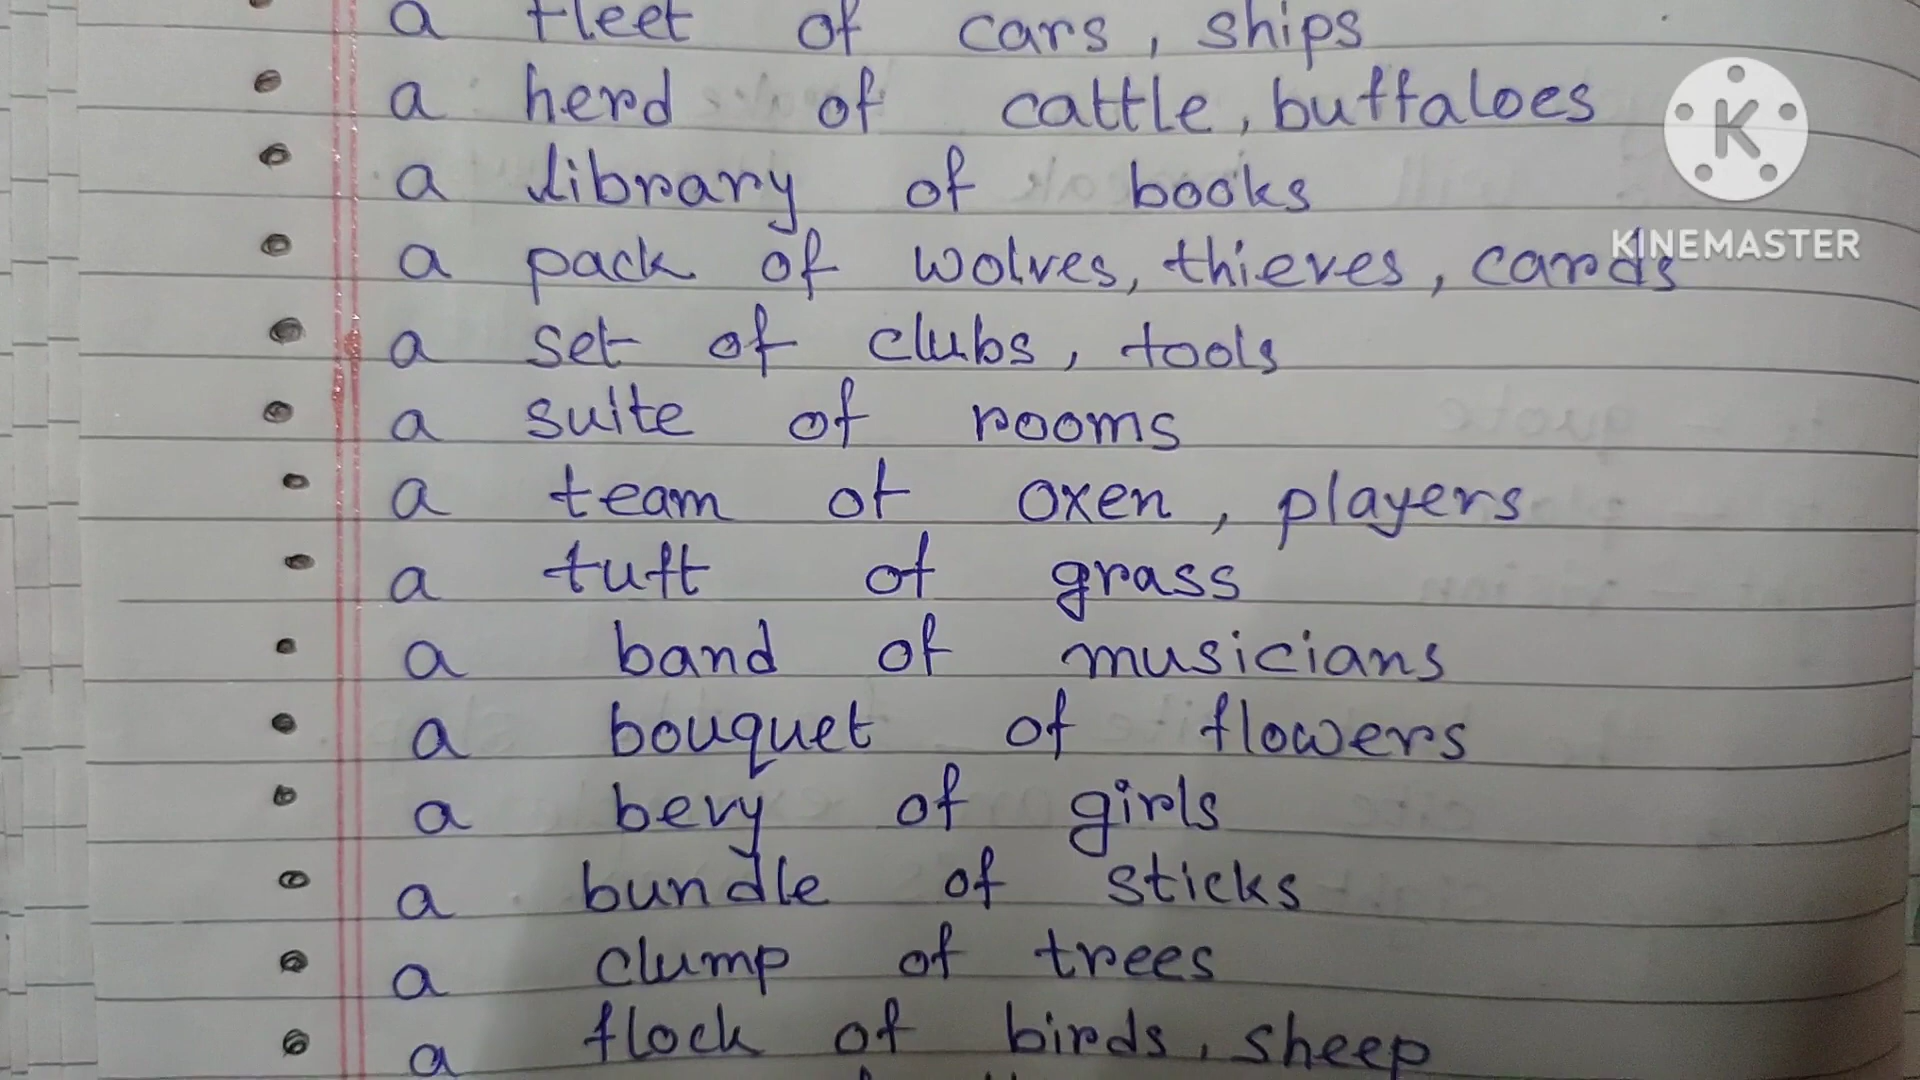 a fleet of cars, ships
a herd of cattle, buffaloes
a library of books
a pack of wolves, thieves, cards
KINEMASTER
a set of clubs, tools
a suite of rooms
a team of oxen, players
a tuft of grass
a band of musicians
a bouquet of flowers
a bevy of girls
a bundle of sticks
a clump of trees
a flock of birds, sheep